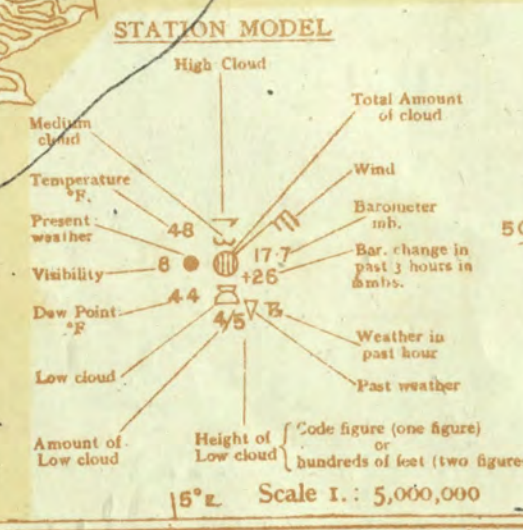 STATION MODEL
High Cloud
Total Amount
of cloud
Medium
cloud
Wind
Temperature
°F.
48
Barometer
mb.
Present
weather
17·7
50
Visibility
8
+26
Bar. change in
past 3 hours in
Dew Point
°F
44
4/5
Weather in
past hour
Low cloud
Past weather
Amount of
Low cloud
Height of
Low cloud
Code figure (one figure)
or
hundreds of feet (two figure
5°E
Scale 1.: 5,000,000